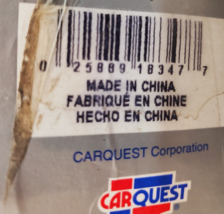 0 25889 18347 7
MADE IN CHINA
FABRIQUÉ EN CHINE
HECHO EN CHINA
CARQUEST Corporation
CARQUEST